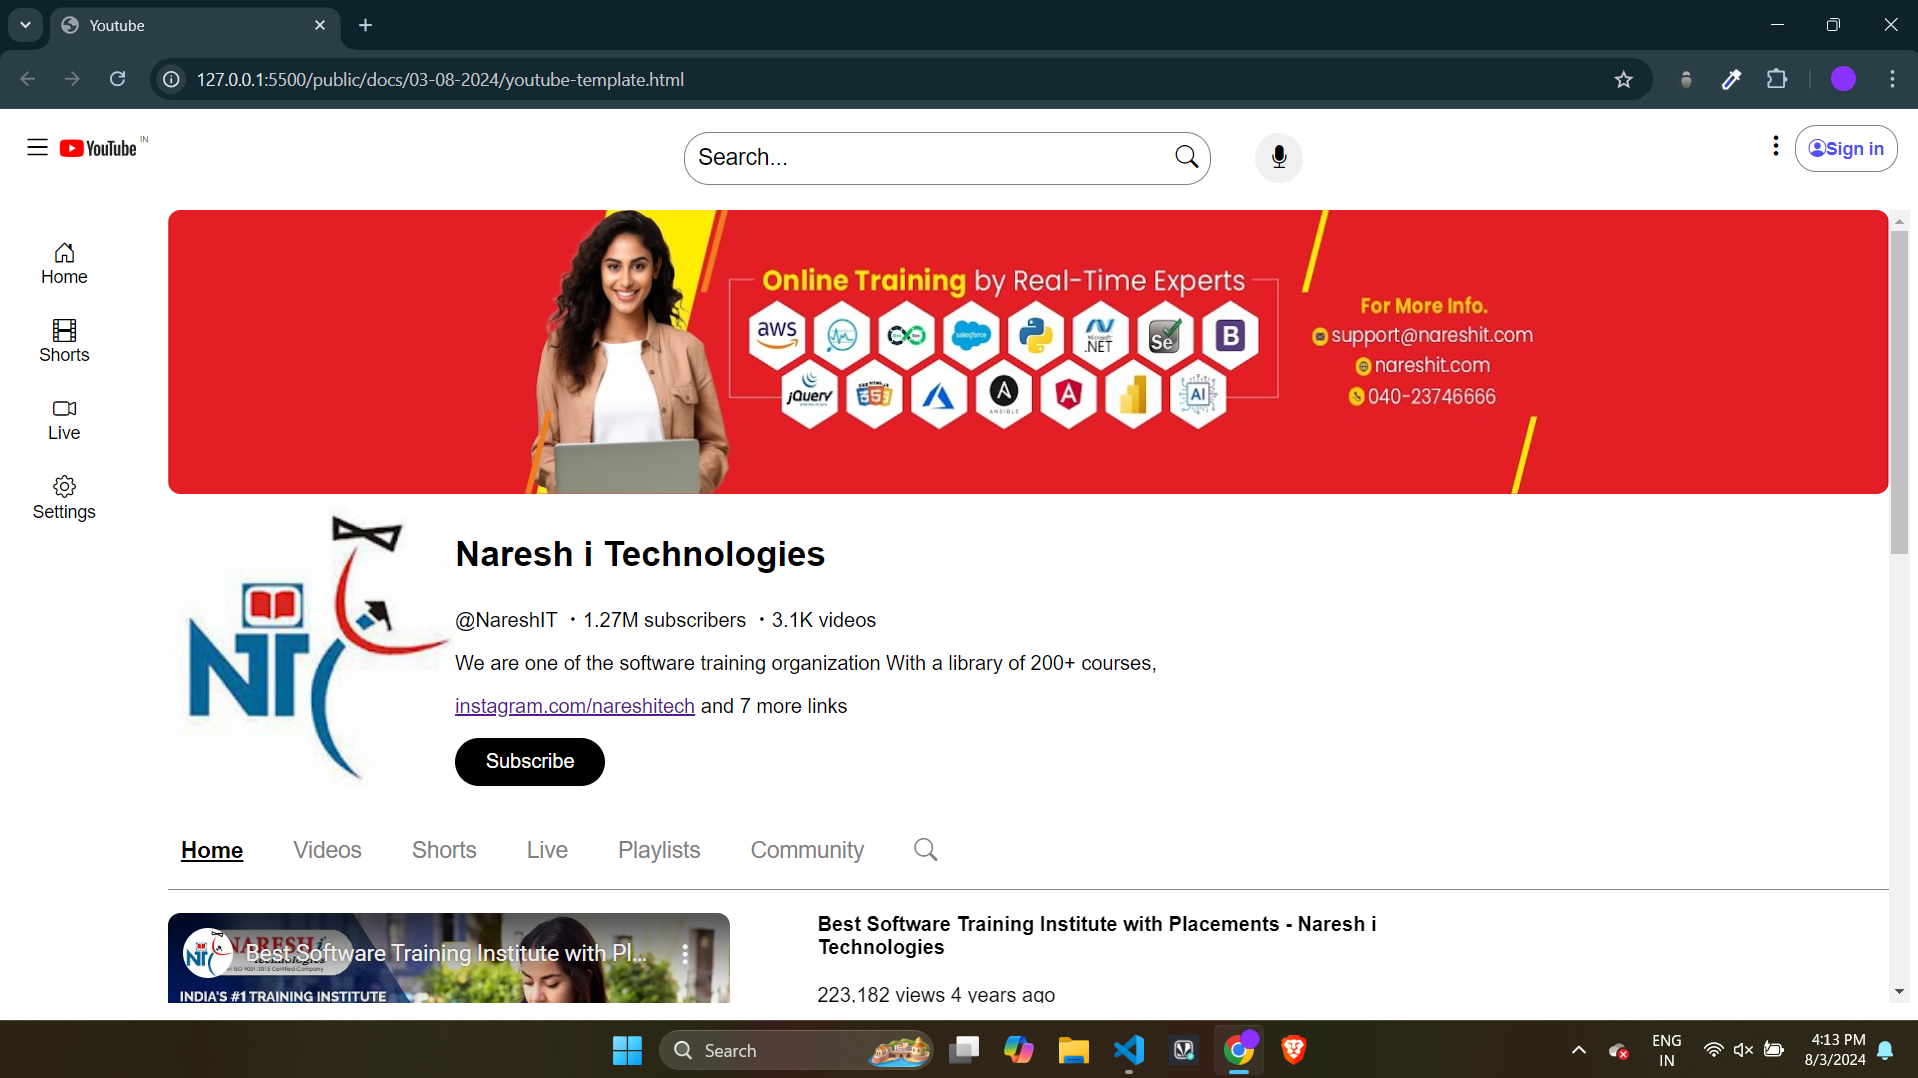 Youtube
127.0.0.1:5500/public/docs/03-08-2024/youtube-template.html
YouTube IN
Search...
Sign in
Home
Shorts
Live
Settings
Online Training by Real-Time Experts
aws
salesforce
Microsoft .NET
Se
B
jQuery
ANSIBLE
AI
For More Info.
support@nareshit.com
nareshit.com
040-23746666
NT
Naresh i Technologies
@NareshIT • 1.27M subscribers • 3.1K videos
We are one of the software training organization With a library of 200+ courses,
instagram.com/nareshitech and 7 more links
Subscribe
Home Videos Shorts Live Playlists Community
NARESH i
Best Software Training Institute with Pl...
INDIA'S #1 TRAINING INSTITUTE
Best Software Training Institute with Placements - Naresh i
Technologies
223,182 views 4 years ago
Search
ENG
IN
4:13 PM
8/3/2024